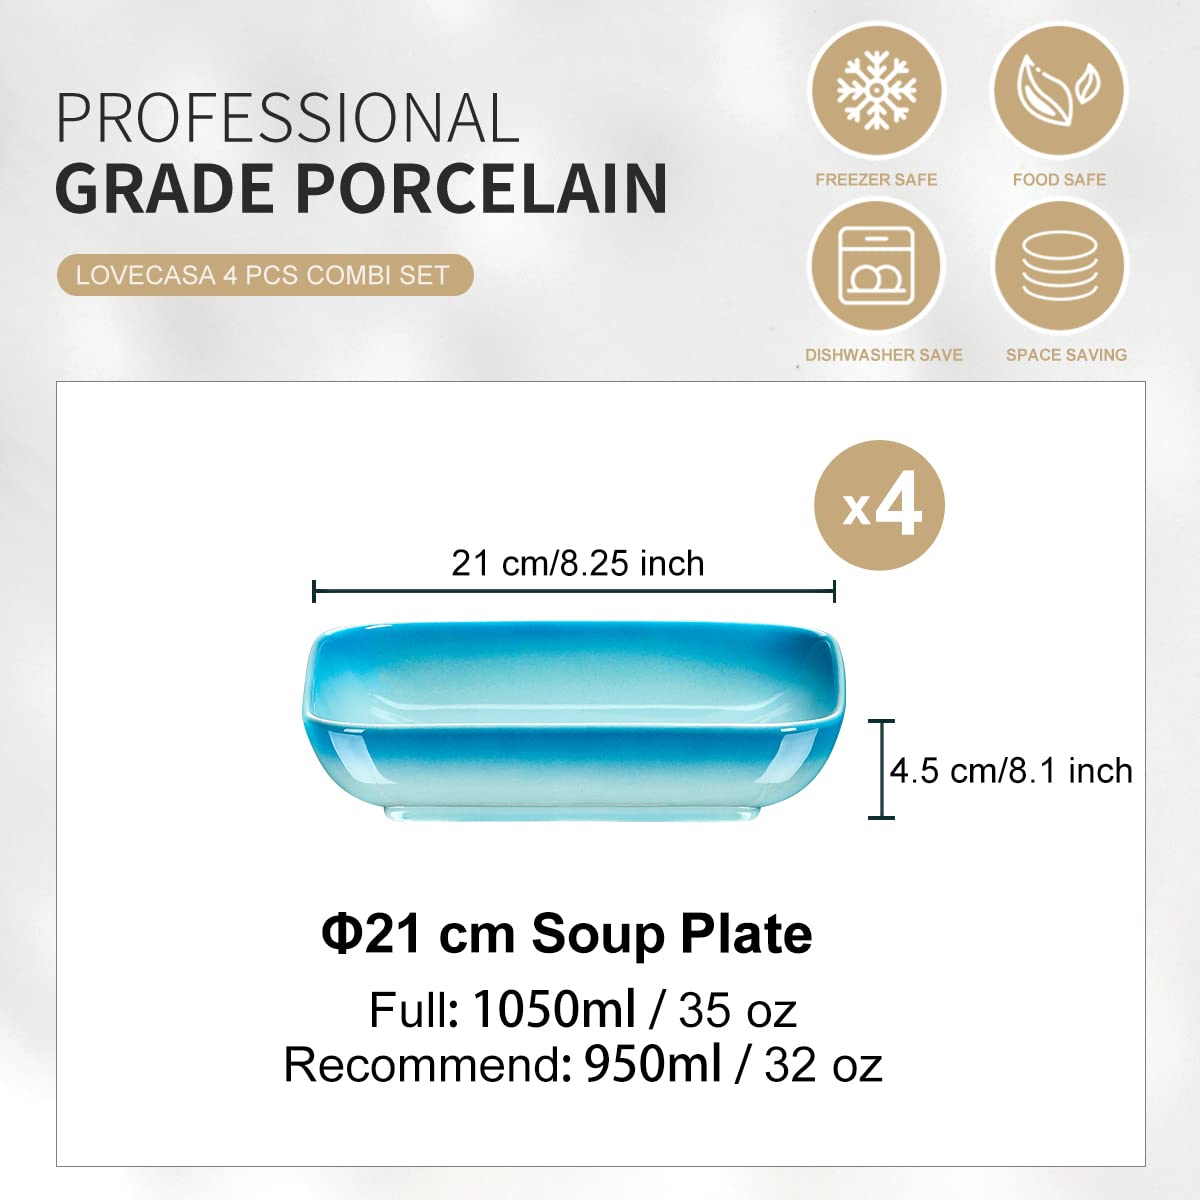 PROFESSIONAL
GRADE PORCELAIN
LOVECASA 4 PCS COMBI SET
FREEZER SAFE
FOOD SAFE
DISHWASHER SAVE
SPACE SAVING
x4
21 cm/8.25 inch
4.5 cm/8.1 inch
Φ21 cm Soup Plate
Full: 1050ml / 35 oz
Recommend: 950ml / 32 oz